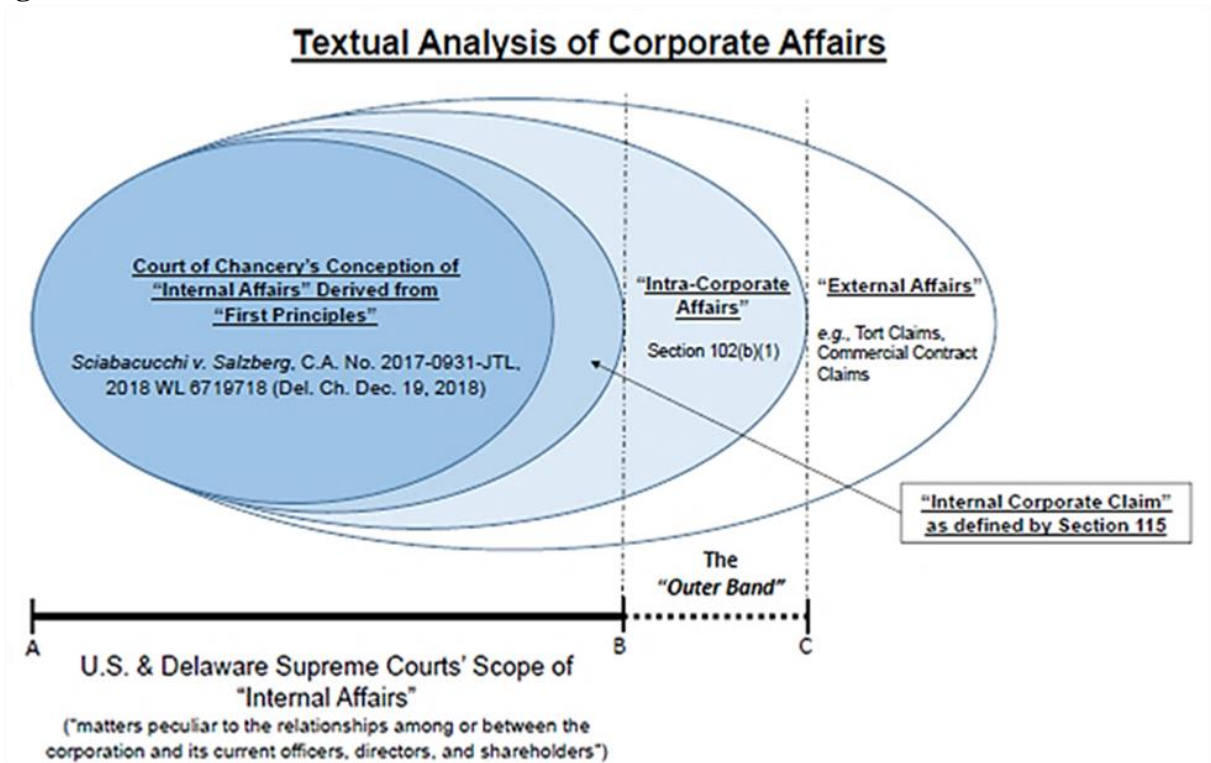 Textual Analysis of Corporate Affairs
Court of Chancery's Conception of
“Internal Affairs” Derived from
“First Principles”
Sciabacucchi v. Salzberg, C.A. No. 2017-0931-JTL,
2018 WL 6719718 (Del. Ch. Dec. 19, 2018)
“Intra-Corporate
Affairs”
Section 102(b)(1)
“External Affairs”
e.g., Tort Claims,
Commercial Contract
Claims
“Internal Corporate Claim”
as defined by Section 115
The
“Outer Band”
A
B
C
U.S. & Delaware Supreme Courts' Scope of
“Internal Affairs”
(“matters peculiar to the relationships among or between the
corporation and its current officers, directors, and shareholders”)